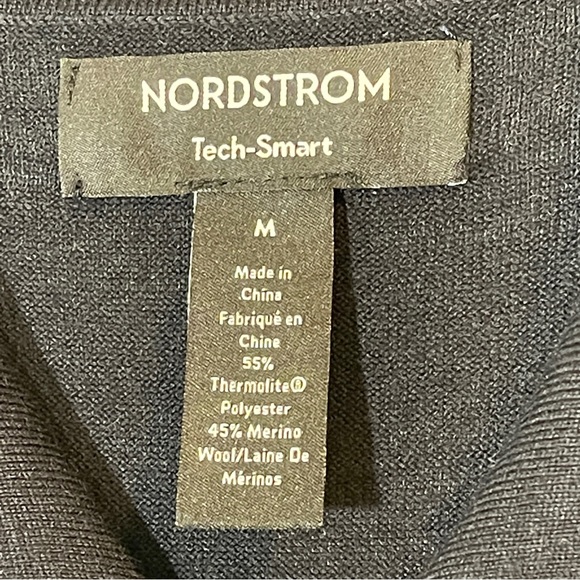 NORDSTROM
Tech-Smart
M
Made in
China
Fabriqué en
Chine
55%
Thermolite®
Polyester
45% Merino
Wool/Laine De
Mérinos